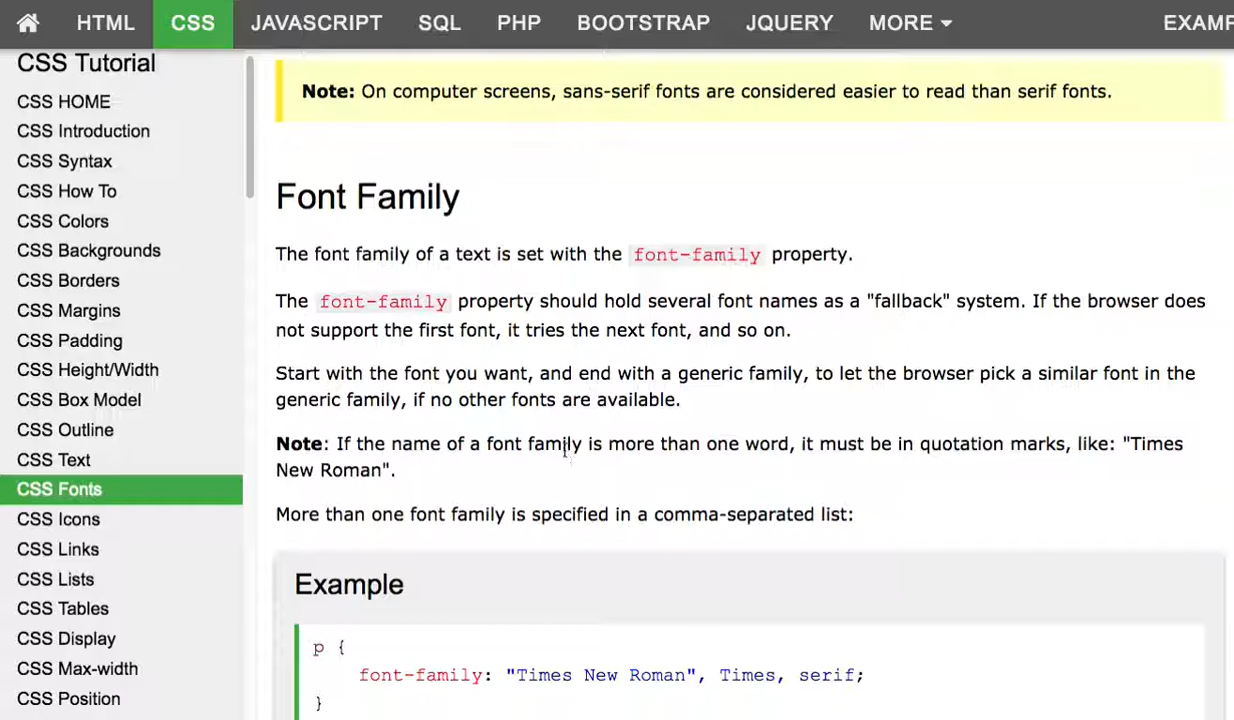 HTML CSS JAVASCRIPT SQL PHP BOOTSTRAP JQUERY MORE EXAMP
CSS Tutorial
CSS HOME
CSS Introduction
CSS Syntax
CSS How To
CSS Colors
CSS Backgrounds
CSS Borders
CSS Margins
CSS Padding
CSS Height/Width
CSS Box Model
CSS Outline
CSS Text
CSS Fonts
CSS Icons
CSS Links
CSS Lists
CSS Tables
CSS Display
CSS Max-width
CSS Position
Note: On computer screens, sans-serif fonts are considered easier to read than serif fonts.
Font Family
The font family of a text is set with the font-family property.
The font-family property should hold several font names as a "fallback" system. If the browser does
not support the first font, it tries the next font, and so on.
Start with the font you want, and end with a generic family, to let the browser pick a similar font in the
generic family, if no other fonts are available.
Note: If the name of a font family is more than one word, it must be in quotation marks, like: "Times
New Roman".
More than one font family is specified in a comma-separated list:
Example
p {
font-family: "Times New Roman", Times, serif;
}